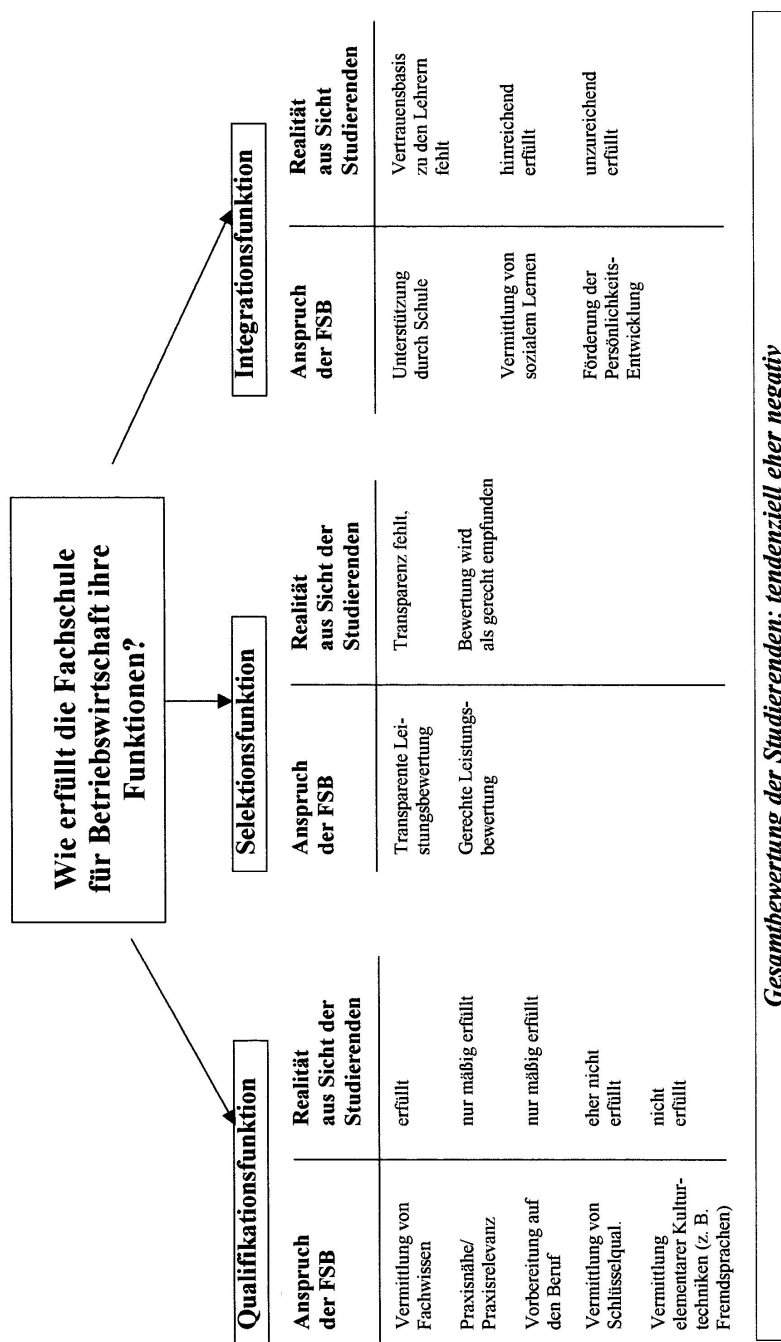 Wie erfüllt die Fachschule
für Betriebswirtschaft ihre
Funktionen?
Qualifikationsfunktion
Anspruch
der FSB
Realität
aus Sicht der
Studierenden
Vermittlung von
Fachwissen
erfüllt
Praxisnähe/
Praxisrelevanz
nur mäßig erfüllt
Vorbereitung auf
den Beruf
nur mäßig erfüllt
Vermittlung von
Schlüsselqual.
eher nicht
erfüllt
Vermittlung
elementarer Kultur-
techniken (z. B.
Fremdsprachen)
nicht
erfüllt
Selektionsfunktion
Anspruch
der FSB
Realität
aus Sicht der
Studierenden
Transparente Lei-
stungsbewertung
Transparenz fehlt,
Gerechte Leistungs-
bewertung
Bewertung wird
als gerecht empfunden
Integrationsfunktion
Anspruch
der FSB
Realität
aus Sicht
Studierenden
Unterstützung
durch Schule
Vertrauensbasis
zu den Lehrern
fehlt
Vermittlung von
sozialem Lernen
hinreichend
erfüllt
Förderung der
Persönlichkeits-
Entwicklung
unzureichend
erfüllt
Gesamtbewertung der Studierenden: tendenziell eher negativ